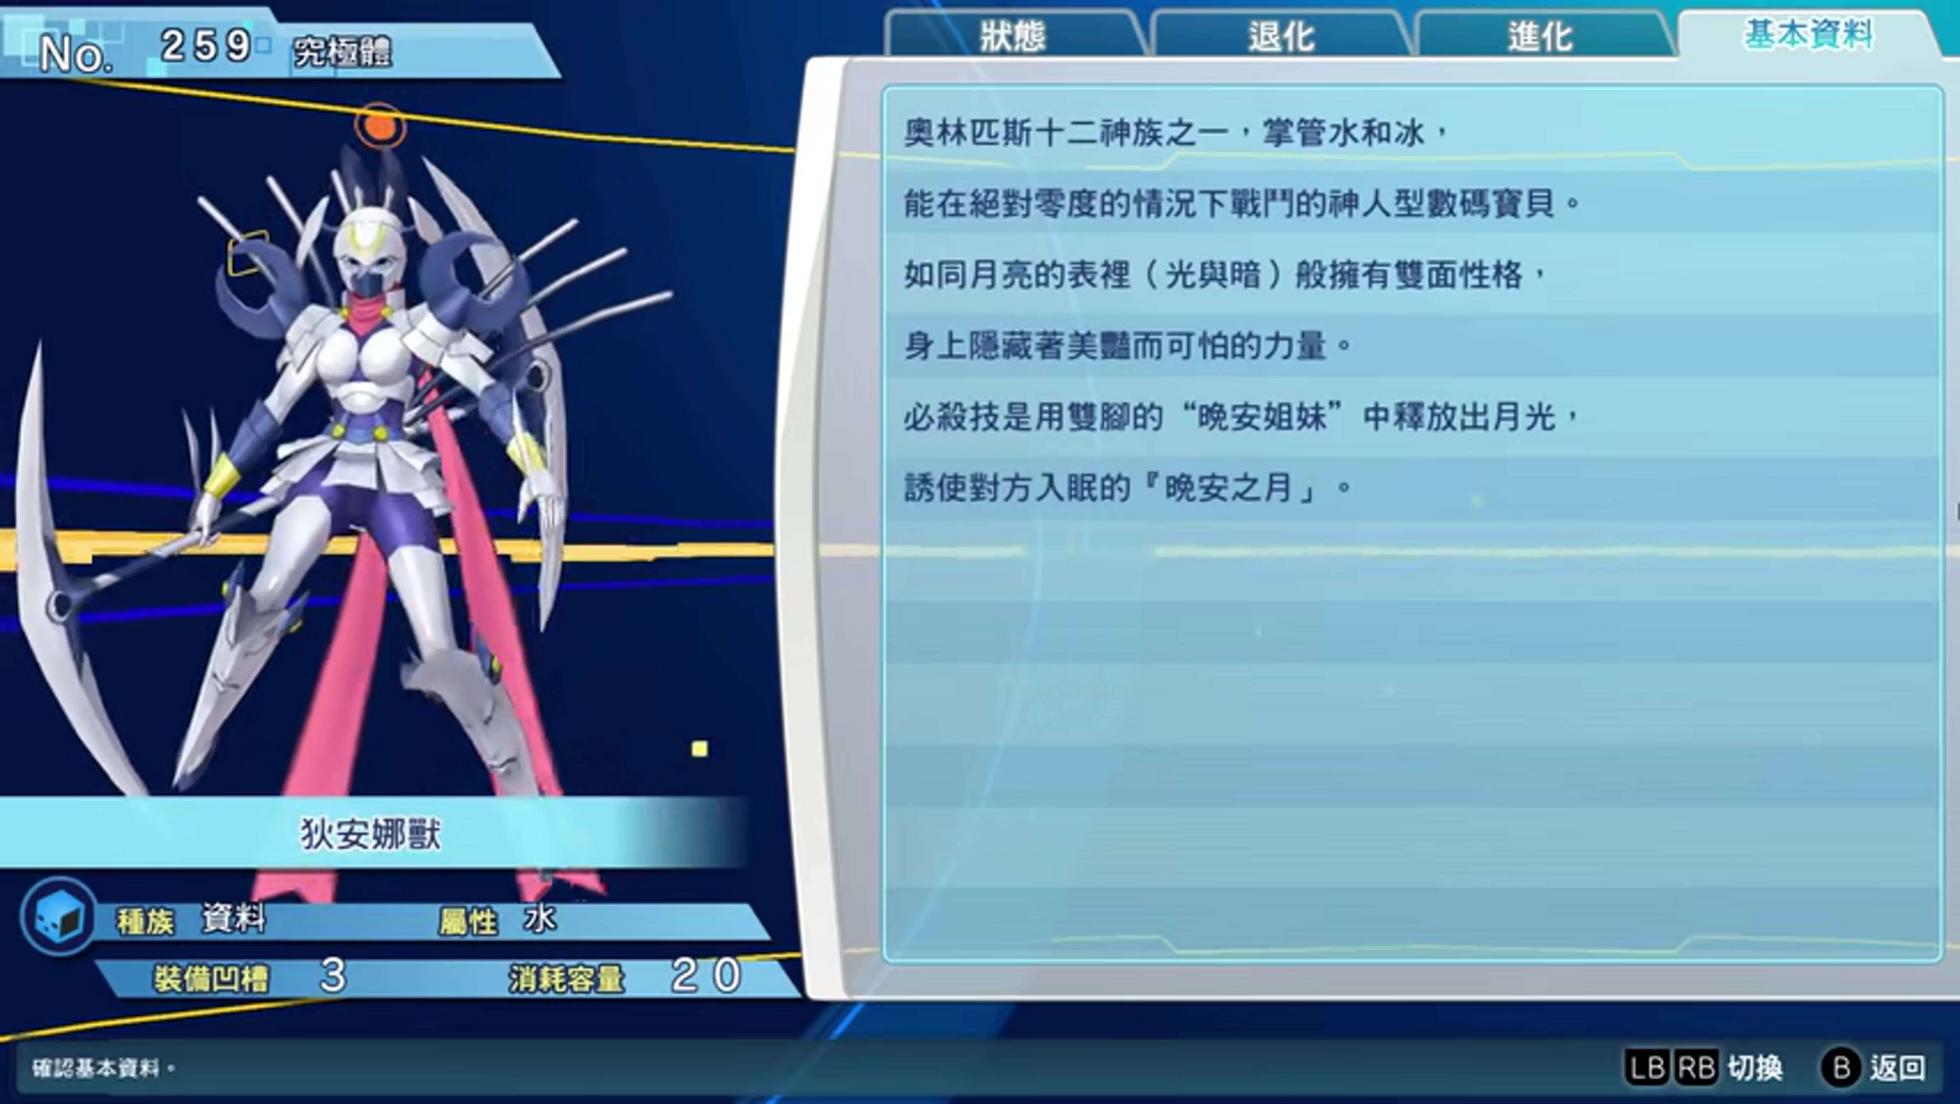 No. 259 究極體
狀態 退化 進化 基本資料
奧林匹斯十二神族之一，掌管水和冰，
能在絕對零度的情況下戰鬥的神人型數碼寶貝。
如同月亮的表裡（光與暗）般擁有雙面性格，
身上隱藏著美豔而可怕的力量。
必殺技是用雙腳的“晚安姐妹”中釋放出月光，
誘使對方入眠的『晚安之月」。
狄安娜獸
種族 資料 屬性 水
裝備凹槽 3 消耗容量 20
確認基本資料。
LB RB 切換 B 返回